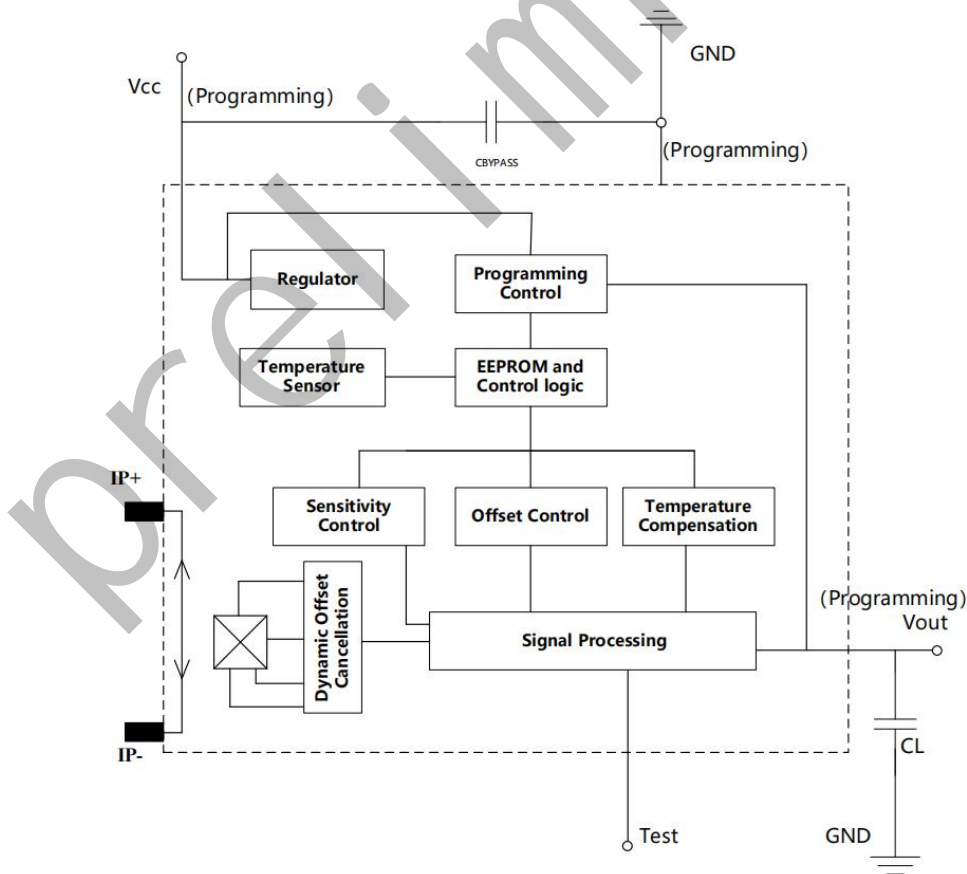 GND
Vcc
(Programming)
CBYPASS
(Programming)
Regulator
Programming
Control
Temperature
Sensor
EEPROM and
Control logic
IP+
Sensitivity
Control
Offset Control
Temperature
Compensation
Dynamic Offset
Cancellation
(Programming)
Vout
Signal Processing
IP-
CL
Test
GND
prelim